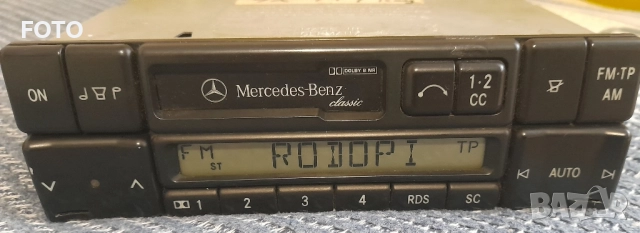 FOTO
DOLBY B NR
Mercedes-Benz
classic
ON
1·2
CC
FM·TP
AM
FM
ST
RODOPI
TP
AUTO
1 2 3 4 RDS SC
bazar